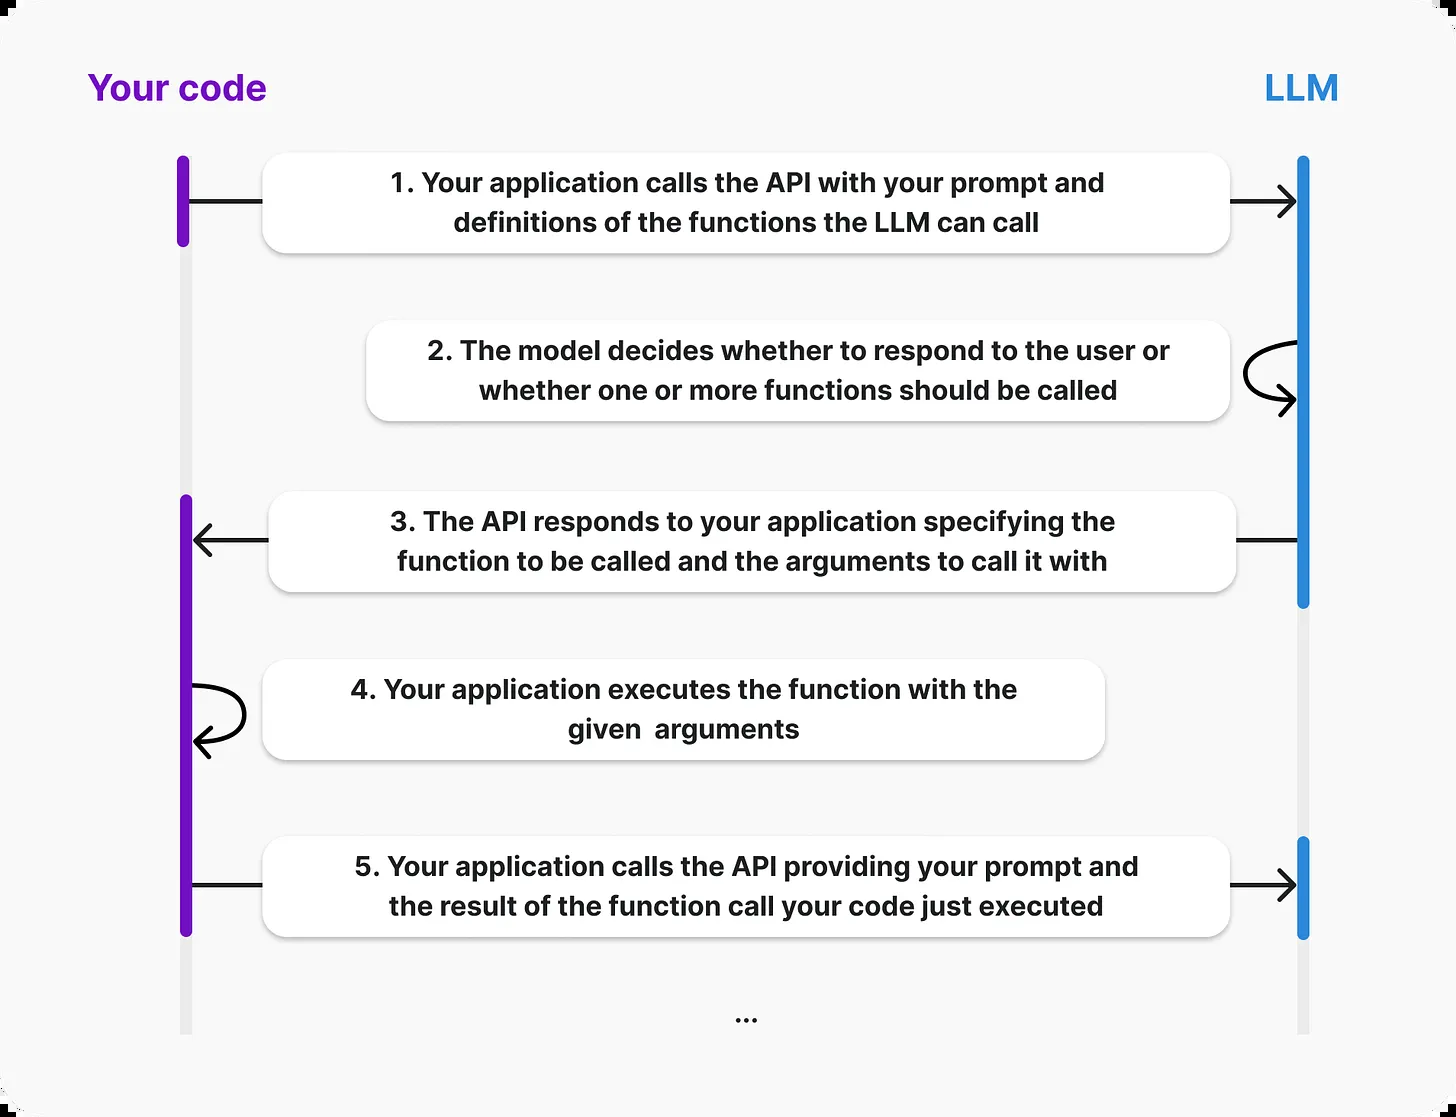 Your code
LLM
1. Your application calls the API with your prompt and
definitions of the functions the LLM can call
2. The model decides whether to respond to the user or
whether one or more functions should be called
3. The API responds to your application specifying the
function to be called and the arguments to call it with
4. Your application executes the function with the
given  arguments
5. Your application calls the API providing your prompt and
the result of the function call your code just executed
...